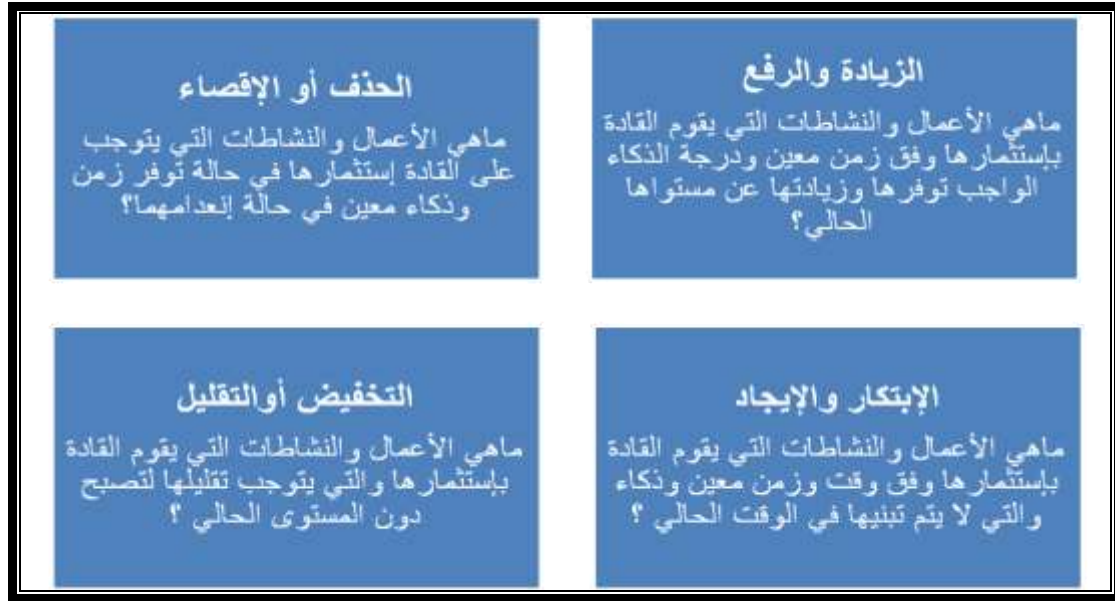 الزيادة والرفع
ماهي الأعمال والنشاطات التي يقوم القادة
بإستثمارها وفق زمن معين ودرجة الذكاء
الواجب توفرها وزيادتها عن مستواها
الحالي؟
الحذف أو الإقصاء
ماهي الأعمال والنشاطات التي يتوجب
على القادة إستثمارها في حالة توفر زمن
وذكاء معين في حالة إنعدامهما؟
الإبتكار والإيجاد
ماهي الأعمال والنشاطات التي يقوم القادة
بإستثمارها وفق وقت وزمن معين وذكاء
والتي لا يتم تبنيها في الوقت الحالي ؟
التخفيض أوالتقليل
ماهي الأعمال والنشاطات التي يقوم القادة
بإستثمارها والتي يتوجب تقليلها لتصبح
دون المستوى الحالي ؟